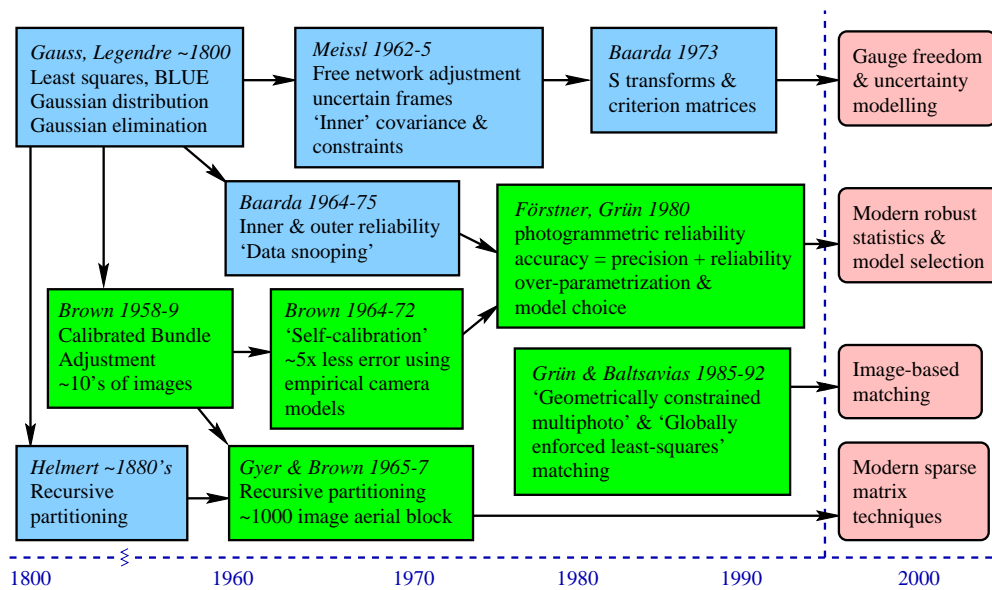 Gauss, Legendre ~1800
Least squares, BLUE
Gaussian distribution
Gaussian elimination
Meissl 1962-5
Free network adjustment
uncertain frames
‘Inner’ covariance &
constraints
Baarda 1973
S transforms &
criterion matrices
Gauge freedom
& uncertainty
modelling
Baarda 1964-75
Inner & outer reliability
‘Data snooping’
Förstner, Grün 1980
photogrammetric reliability
accuracy = precision + reliability
over-parametrization &
model choice
Modern robust
statistics &
model selection
Brown 1958-9
Calibrated Bundle
Adjustment
~10’s of images
Brown 1964-72
‘Self-calibration’
~5x less error using
empirical camera
models
Grün & Baltsavias 1985-92
‘Geometrically constrained
multiphoto’ & ‘Globally
enforced least-squares’
matching
Image-based
matching
Helmert ~1880’s
Recursive
partitioning
Gyer & Brown 1965-7
Recursive partitioning
~1000 image aerial block
Modern sparse
matrix
techniques
1800 1960 1970 1980 1990 2000